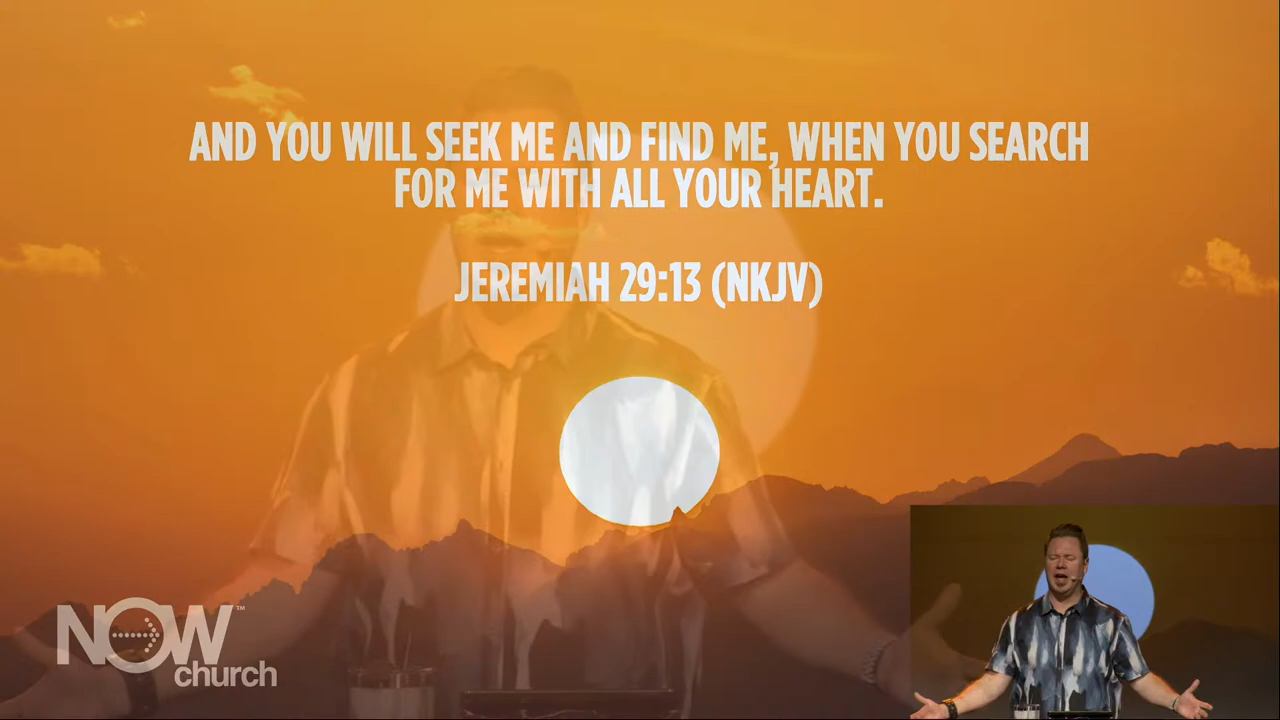 AND YOU WILL SEEK ME AND FIND ME, WHEN YOU SEARCH
FOR ME WITH ALL YOUR HEART.
JEREMIAH 29:13 (NKJV)
NOW™
church